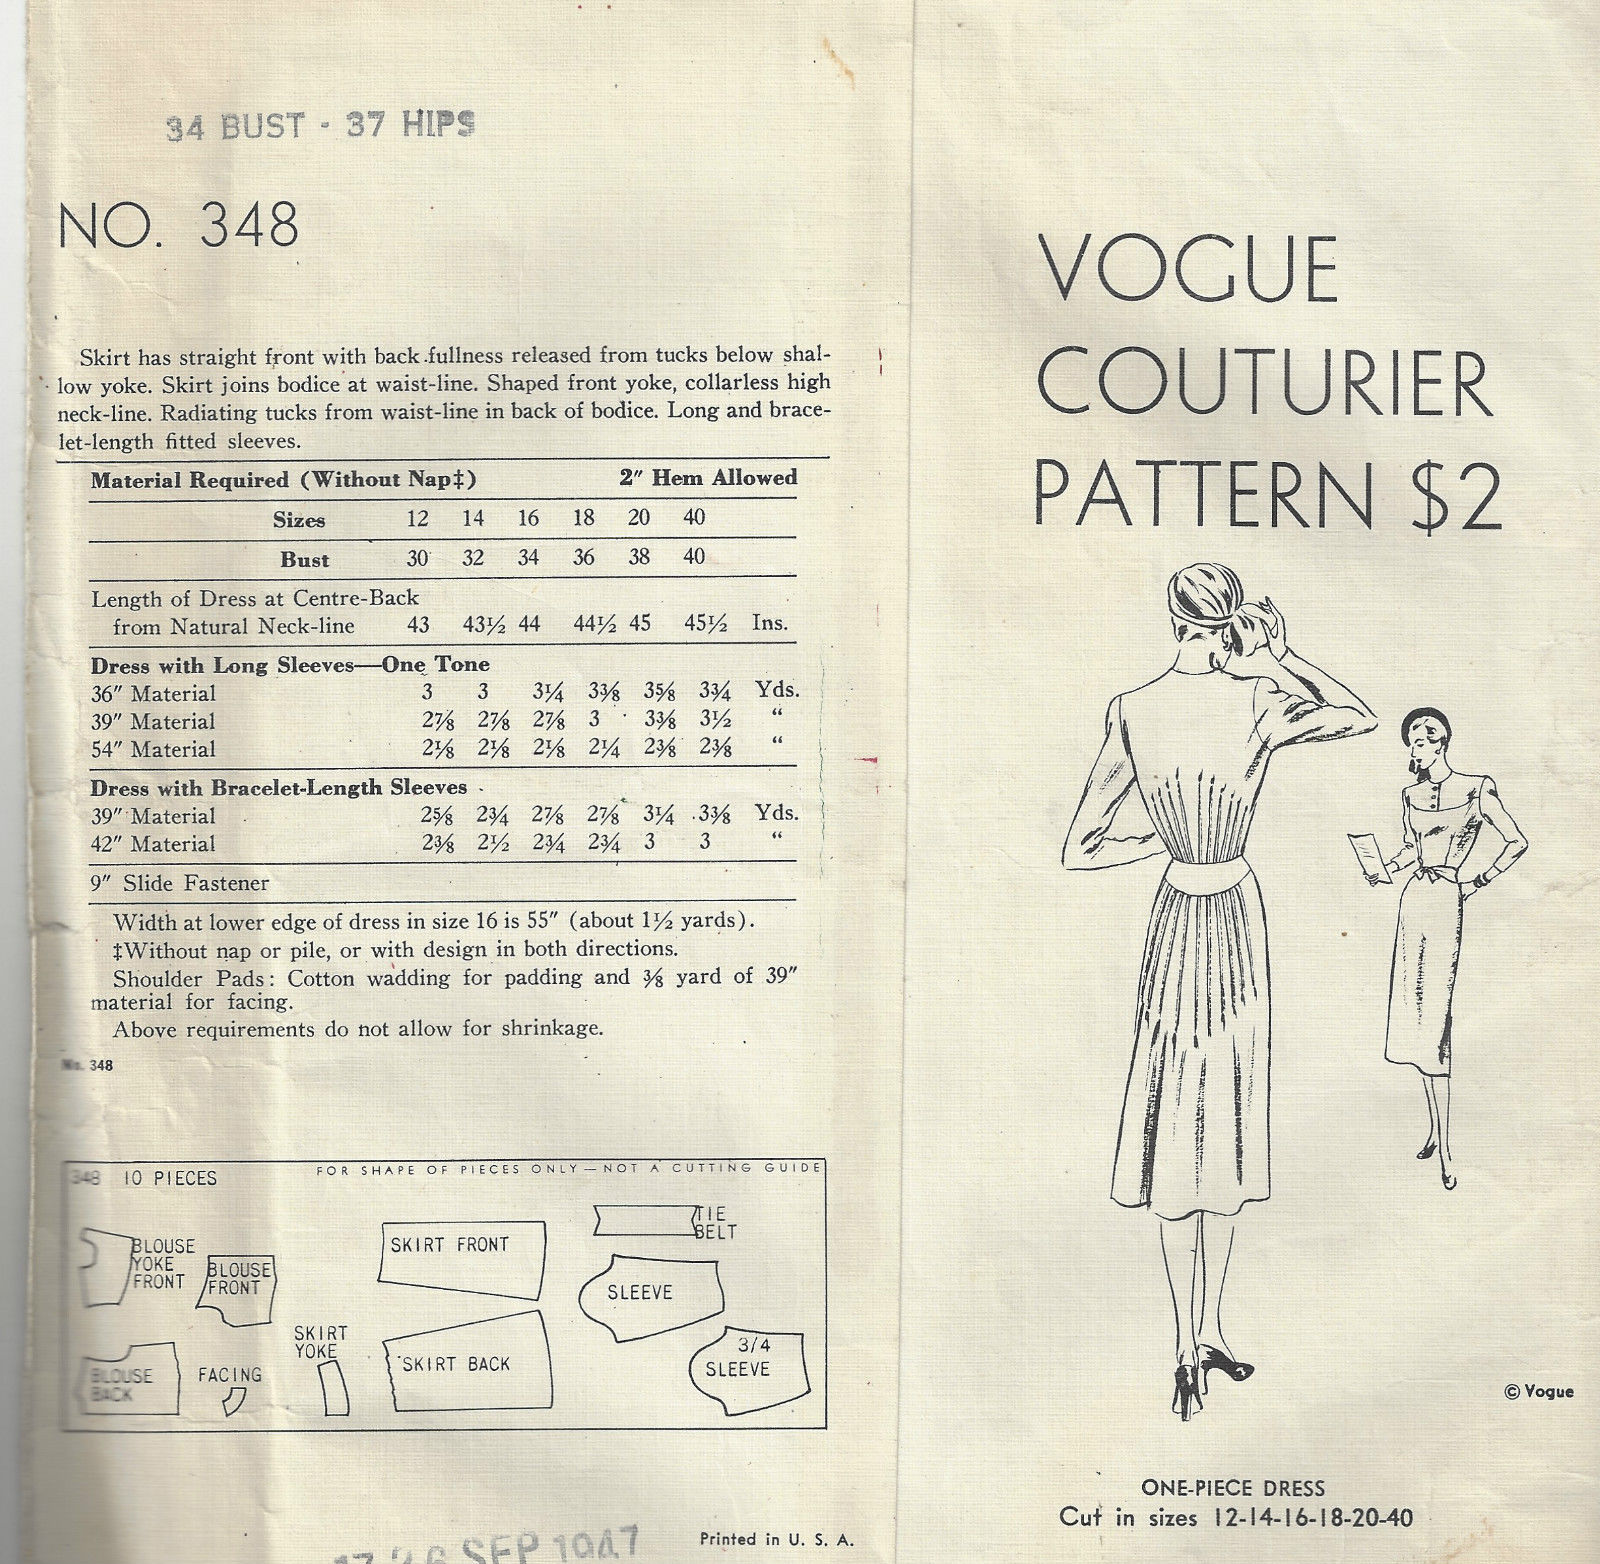 34 BUST - 37 HIPS
NO. 348
Skirt has straight front with back fullness released from tucks below shal-
low yoke. Skirt joins bodice at waist-line. Shaped front yoke, collarless high
neck-line. Radiating tucks from waist-line in back of bodice. Long and brace-
let-length fitted sleeves.
Material Required (Without Nap‡) 2″ Hem Allowed
Sizes 12 14 16 18 20 40
Bust 30 32 34 36 38 40
Length of Dress at Centre-Back
from Natural Neck-line 43 43½ 44 44½ 45 45½ Ins.
Dress with Long Sleeves—One Tone
36″ Material 3 3 3¼ 3⅜ 3⅝ 3¾ Yds.
39″ Material 2⅞ 2⅞ 2⅞ 3 3⅜ 3½ “
54″ Material 2⅛ 2⅛ 2⅛ 2¼ 2⅜ 2⅜ “
Dress with Bracelet-Length Sleeves
39″ Material 2⅝ 2¾ 2⅞ 2⅞ 3¼ 3⅜ Yds.
42″ Material 2⅜ 2½ 2¾ 2¾ 3 3 “
9″ Slide Fastener
Width at lower edge of dress in size 16 is 55″ (about 1½ yards).
‡Without nap or pile, or with design in both directions.
Shoulder Pads: Cotton wadding for padding and ⅜ yard of 39″
material for facing.
Above requirements do not allow for shrinkage.
No. 348
348 10 PIECES FOR SHAPE OF PIECES ONLY—NOT A CUTTING GUIDE
BLOUSE
YOKE
FRONT
BLOUSE
FRONT
SKIRT FRONT
TIE
BELT
SLEEVE
BLOUSE
BACK
FACING
SKIRT
YOKE
SKIRT BACK
3/4
SLEEVE
SEP 1947
Printed in U. S. A.
VOGUE
COUTURIER
PATTERN $2
© Vogue
ONE-PIECE DRESS
Cut in sizes 12-14-16-18-20-40